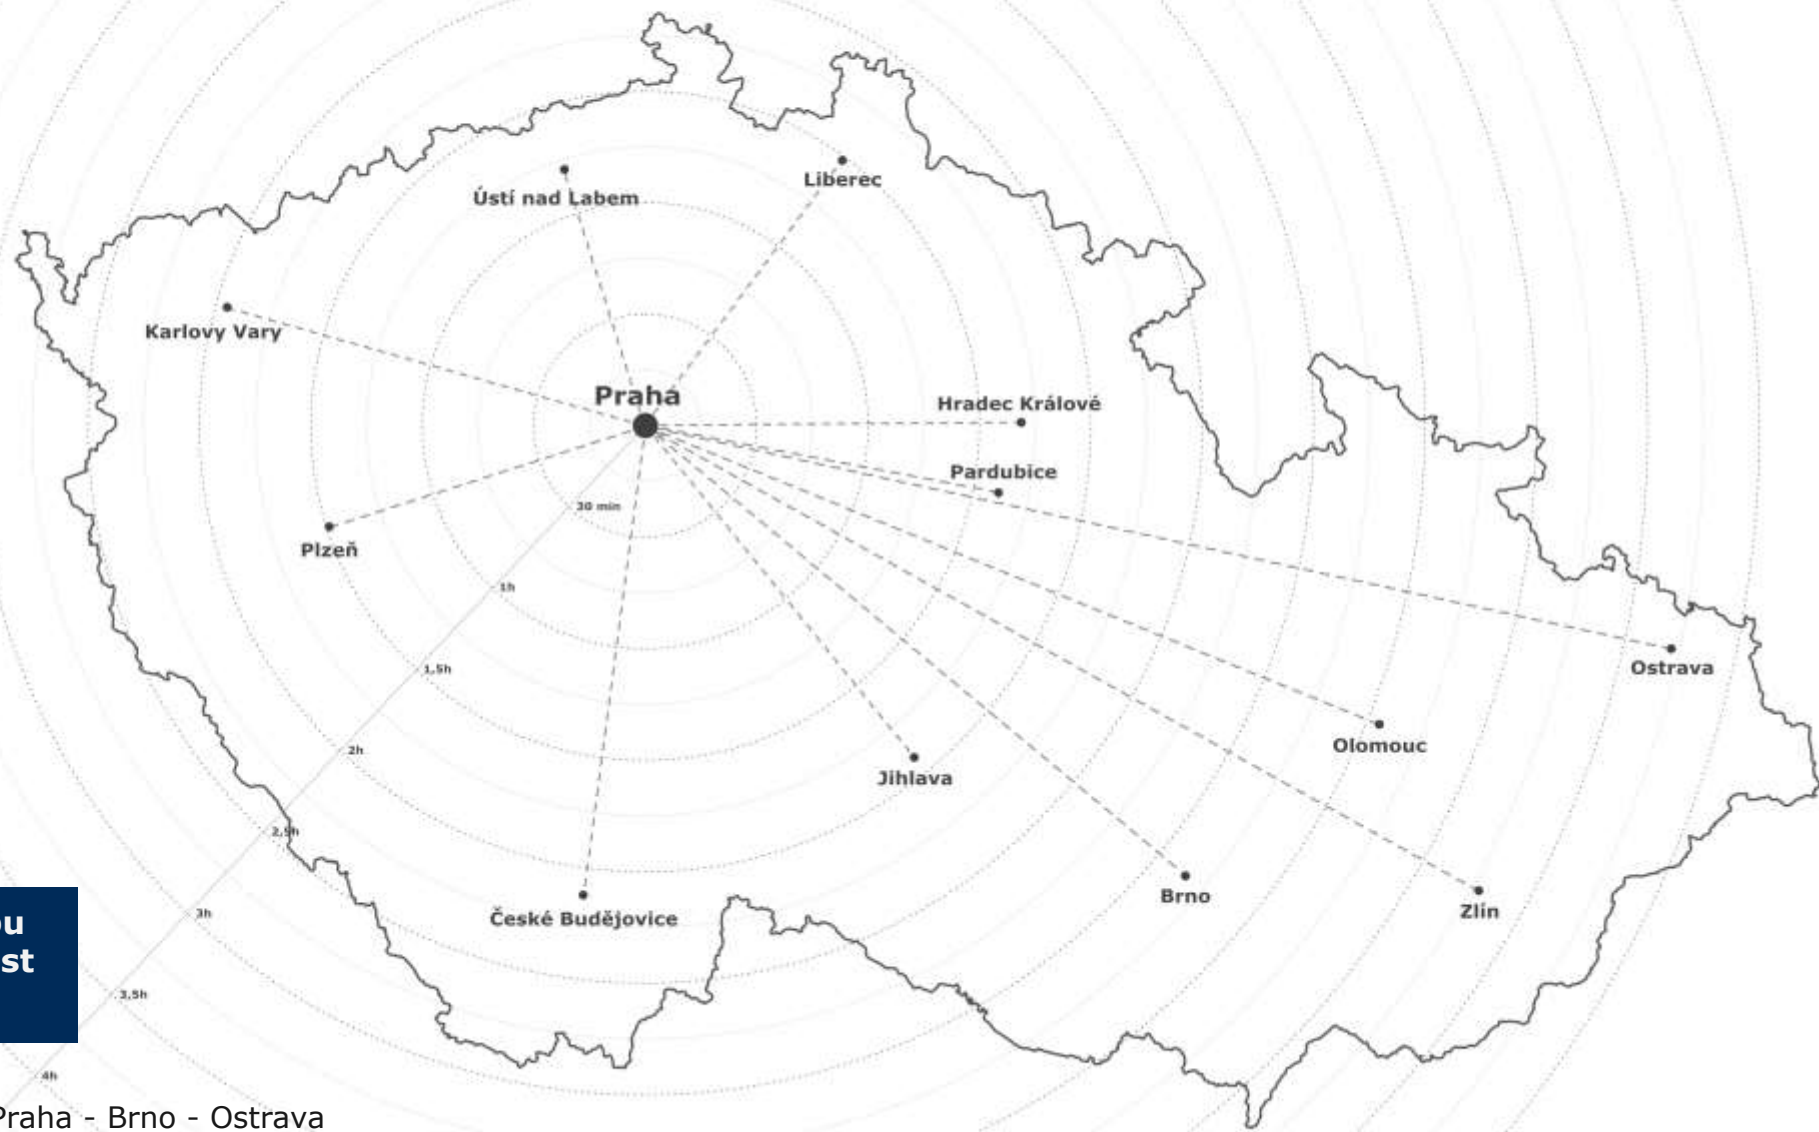 Liberec
Ústí nad Labem
Karlovy Vary
Praha
Hradec Králové
Pardubice
30 min
Plzeň
1h
Ostrava
1,5h
Olomouc
2h
Jihlava
2,5h
Brno
Zlín
3h
České Budějovice
ou
st
3,5h
4h
Praha - Brno - Ostrava